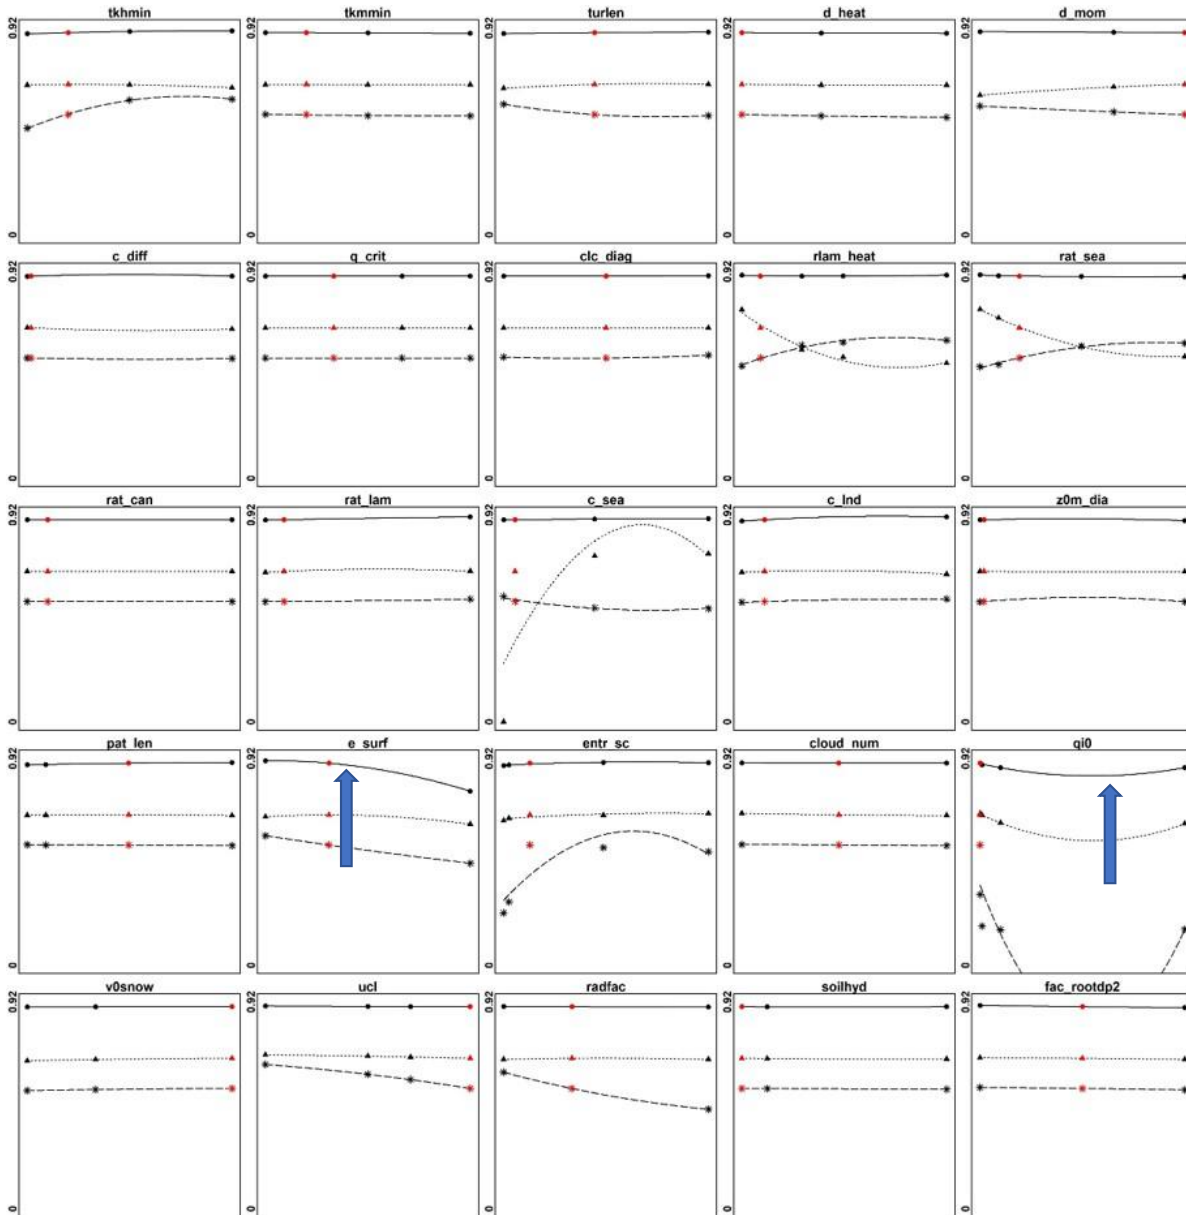 tkhmin tkmmin turlen d_heat d_mom
0.92 0.92 0.92 0.92 0.92
0 0 0 0 0
c_diff q_crit clc_diag rlam_heat rat_sea
0.92 0.92 0.92 0.92 0.92
0 0 0 0 0
rat_can rat_lam c_sea c_lnd z0m_dia
0.92 0.92 0.92 0.92 0.92
0 0 0 0 0
pat_len e_surf entr_sc cloud_num qi0
0.92 0.92 0.92 0.92 0.92
0 0 0 0 0
v0snow ucl radfac soilhyd fac_rootdp2
0.92 0.92 0.92 0.92 0.92
0 0 0 0 0